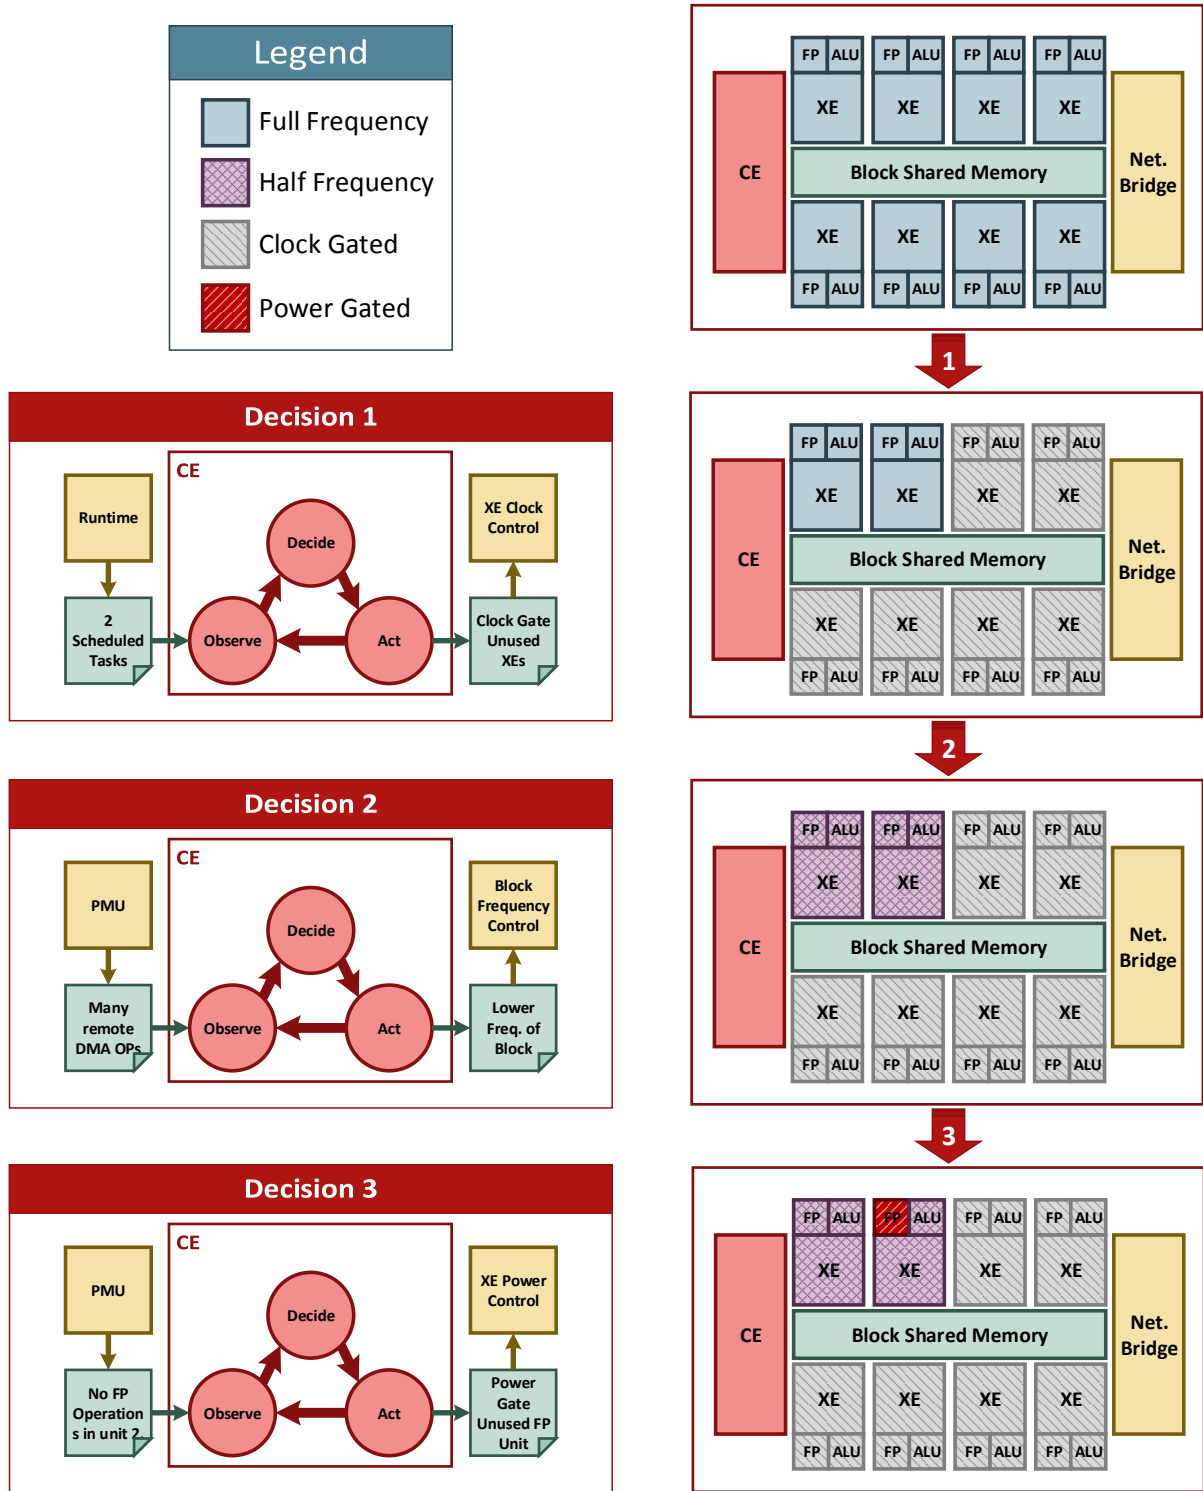 Legend
Full Frequency
Half Frequency
Clock Gated
Power Gated
FP ALU FP ALU FP ALU FP ALU
XE XE XE XE
CE
Block Shared Memory
Net.
Bridge
XE XE XE XE
FP ALU FP ALU FP ALU FP ALU
1
Decision 1
CE
Runtime
2
Scheduled
Tasks
Observe
Decide
Act
XE Clock
Control
Clock Gate
Unused
XEs
FP ALU FP ALU FP ALU FP ALU
XE XE XE XE
CE
Block Shared Memory
Net.
Bridge
XE XE XE XE
FP ALU FP ALU FP ALU FP ALU
2
Decision 2
CE
PMU
Many
remote
DMA OPs
Observe
Decide
Act
Block
Frequency
Control
Lower
Freq. of
Block
FP ALU FP ALU FP ALU FP ALU
XE XE XE XE
CE
Block Shared Memory
Net.
Bridge
XE XE XE XE
FP ALU FP ALU FP ALU FP ALU
3
Decision 3
CE
PMU
No FP
Operation
s in unit 2.
Observe
Decide
Act
XE Power
Control
Power
Gate
Unused FP
Unit
FP ALU FP ALU FP ALU FP ALU
XE XE XE XE
CE
Block Shared Memory
Net.
Bridge
XE XE XE XE
FP ALU FP ALU FP ALU FP ALU